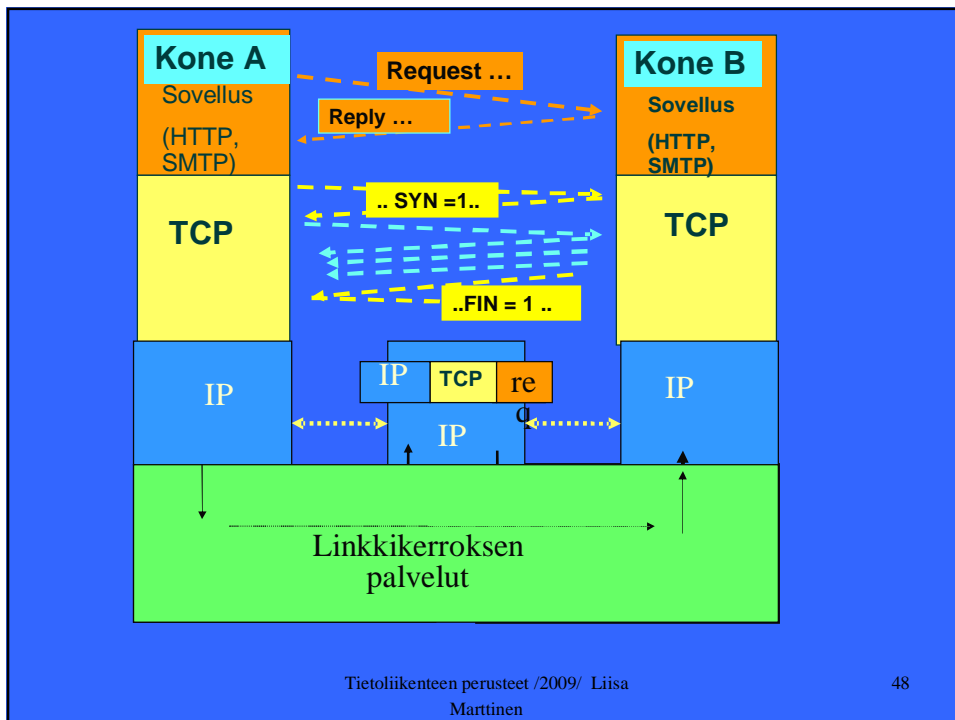 Kone A
Sovellus
(HTTP,
SMTP)
Request …
Reply …
Kone B
Sovellus
(HTTP,
SMTP)
TCP
.. SYN =1..
..FIN = 1 ..
TCP
IP
IP
TCP
re
q
IP
IP
Linkkikerroksen
palvelut
Tietoliikenteen perusteet /2009/ Liisa
Marttinen
48